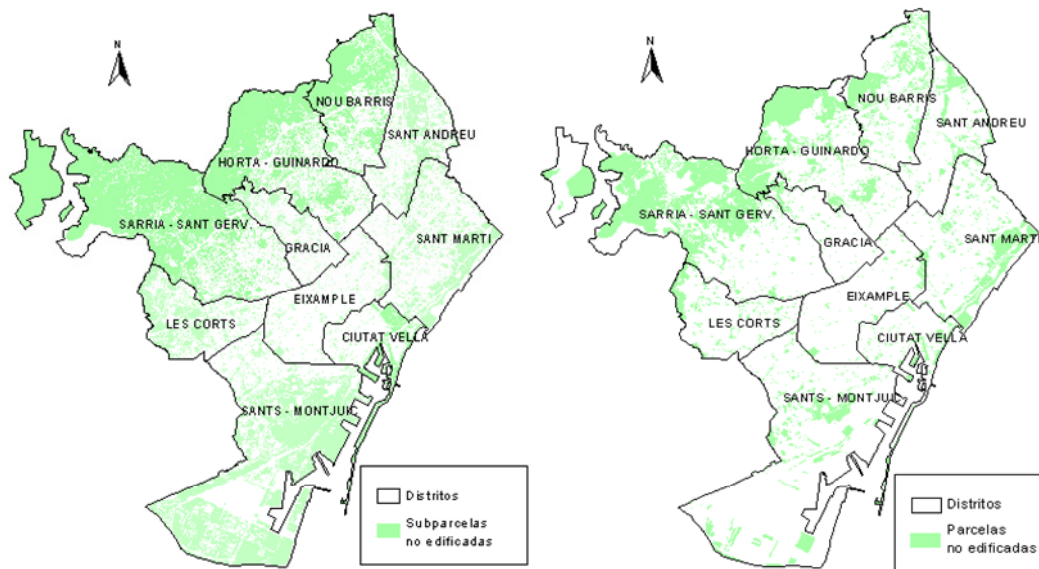 N
NOU BARRIS
SANT ANDREU
HORTA - GUINARDO
SARRIA - SANT GERV.
GRACIA
SANT MARTI
EIXAMPLE
LES CORTS
CIUTAT VELLA
SANTS - MONTJUIC
Distritos
Subparcelas
no edificadas
N
NOU BARRIS
SANT ANDREU
HORTA - GUINARDO
SARRIA - SANT GERV.
GRACIA
SANT MARTI
EIXAMPLE
LES CORTS
CIUTAT VELLA
SANTS - MONTJUIC
Distritos
Parcelas
no edificadas